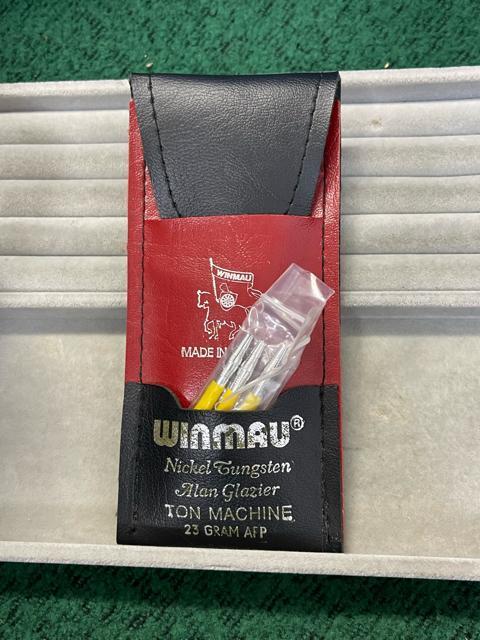 WINMAU
MADE IN
WINMAU®
Nickel Tungsten
Alan Glazier
TON MACHINE
23 GRAM AFP